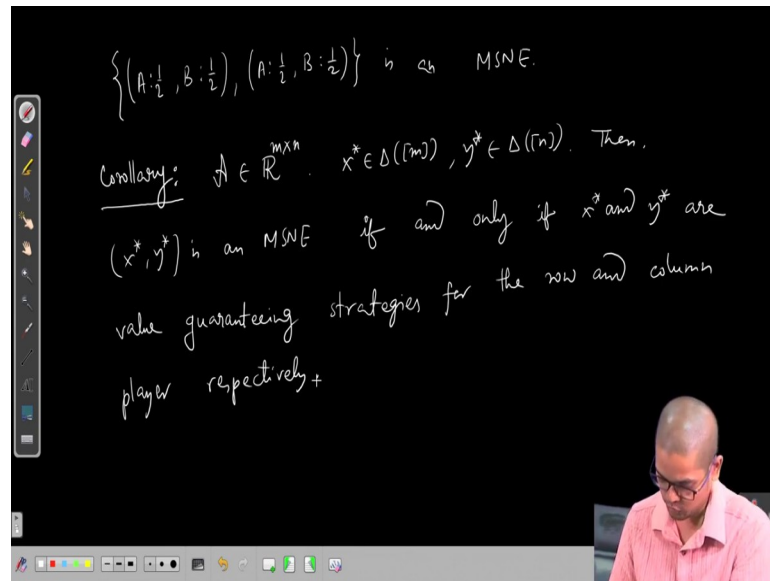 {(A:1/2, B:1/2), (A:1/2, B:1/2)} is an MSNE.
Corollary: A ∈ ℝ^{m×n}. x* ∈ Δ([m]), y* ∈ Δ([n]). Then,
(x*, y*) is an MSNE if and only if x* and y* are
value guaranteeing strategies for the row and column
player respectively.